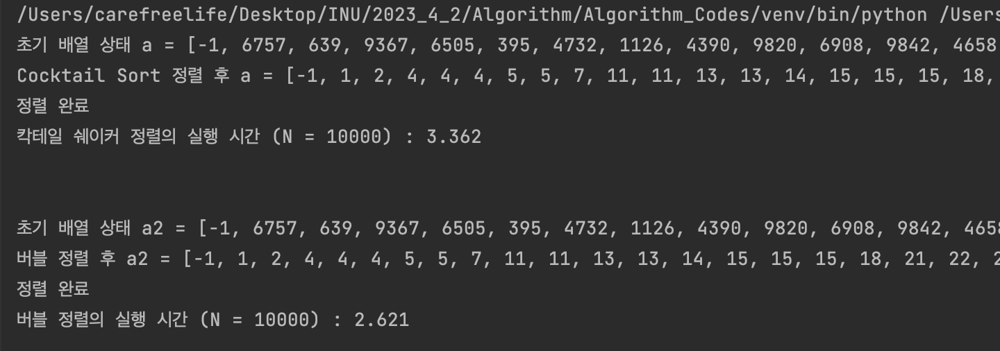 /Users/carefreelife/Desktop/INU/2023_4_2/Algorithm/Algorithm_Codes/venv/bin/python /Users
초기 배열 상태 a = [-1, 6757, 639, 9367, 6505, 395, 4732, 1126, 4390, 9820, 6908, 9842, 4658
Cocktail Sort 정렬 후 a = [-1, 1, 2, 4, 4, 4, 5, 5, 7, 11, 11, 13, 13, 14, 15, 15, 15, 18,
정렬 완료
칵테일 쉐이커 정렬의 실행 시간 (N = 10000) : 3.362
초기 배열 상태 a2 = [-1, 6757, 639, 9367, 6505, 395, 4732, 1126, 4390, 9820, 6908, 9842, 4658
버블 정렬 후 a2 = [-1, 1, 2, 4, 4, 4, 5, 5, 7, 11, 11, 13, 13, 14, 15, 15, 15, 18, 21, 22, 2
정렬 완료
버블 정렬의 실행 시간 (N = 10000) : 2.621